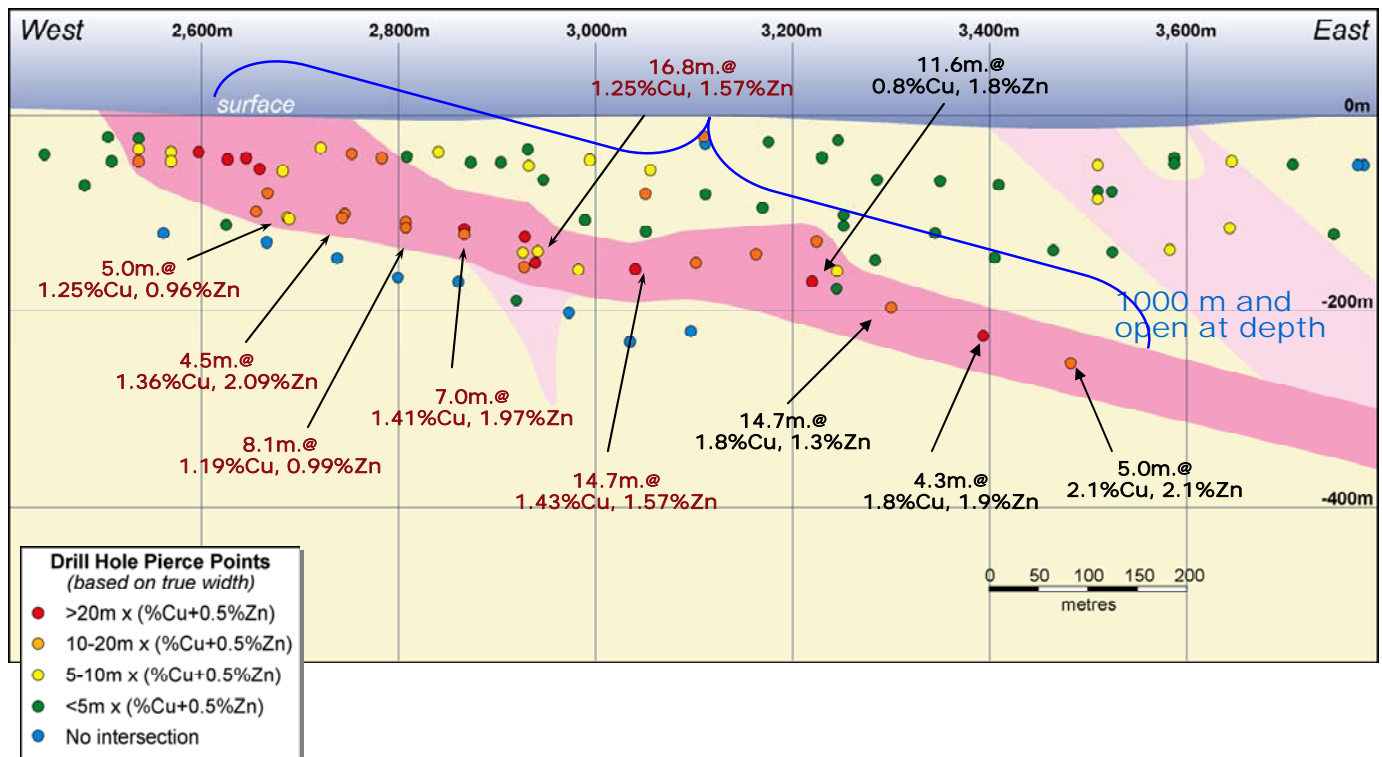 West
2,600m
2,800m
3,000m
3,200m
3,400m
3,600m
East
16.8m.@
1.25%Cu, 1.57%Zn
11.6m.@
0.8%Cu, 1.8%Zn
surface
0m
5.0m.@
1.25%Cu, 0.96%Zn
1000 m and
open at depth
-200m
4.5m.@
1.36%Cu, 2.09%Zn
7.0m.@
1.41%Cu, 1.97%Zn
14.7m.@
1.8%Cu, 1.3%Zn
8.1m.@
1.19%Cu, 0.99%Zn
14.7m.@
1.43%Cu, 1.57%Zn
4.3m.@
1.8%Cu, 1.9%Zn
5.0m.@
2.1%Cu, 2.1%Zn
-400m
0 50 100 150 200
metres
Drill Hole Pierce Points
(based on true width)
>20m x (%Cu+0.5%Zn)
10-20m x (%Cu+0.5%Zn)
5-10m x (%Cu+0.5%Zn)
<5m x (%Cu+0.5%Zn)
No intersection